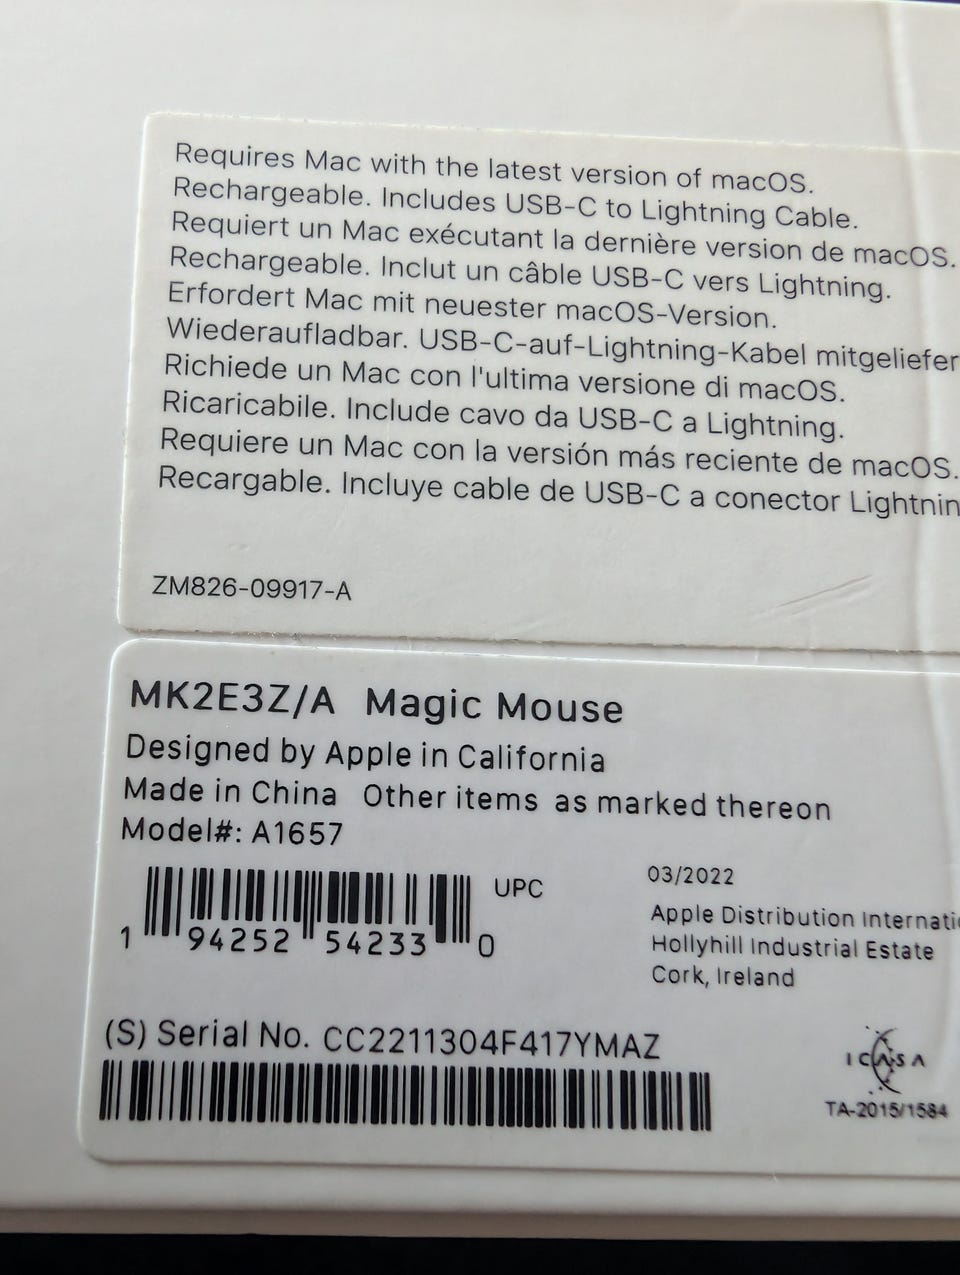 Requires Mac with the latest version of macOS.
Rechargeable. Includes USB-C to Lightning Cable.
Requiert un Mac exécutant la dernière version de macOS.
Rechargeable. Inclut un câble USB-C vers Lightning.
Erfordert Mac mit neuester macOS-Version.
Wiederaufladbar. USB-C-auf-Lightning-Kabel mitgeliefer
Richiede un Mac con l'ultima versione di macOS.
Ricaricabile. Include cavo da USB-C a Lightning.
Requiere un Mac con la versión más reciente de macOS.
Recargable. Incluye cable de USB-C a conector Lightnin
ZM826-09917-A
MK2E3Z/A Magic Mouse
Designed by Apple in California
Made in China Other items as marked thereon
Model#: A1657
UPC
1 94252 54233 0
03/2022
Apple Distribution Internati
Hollyhill Industrial Estate
Cork, Ireland
(S) Serial No. CC2211304F417YMAZ
ICASA
TA-2015/1584